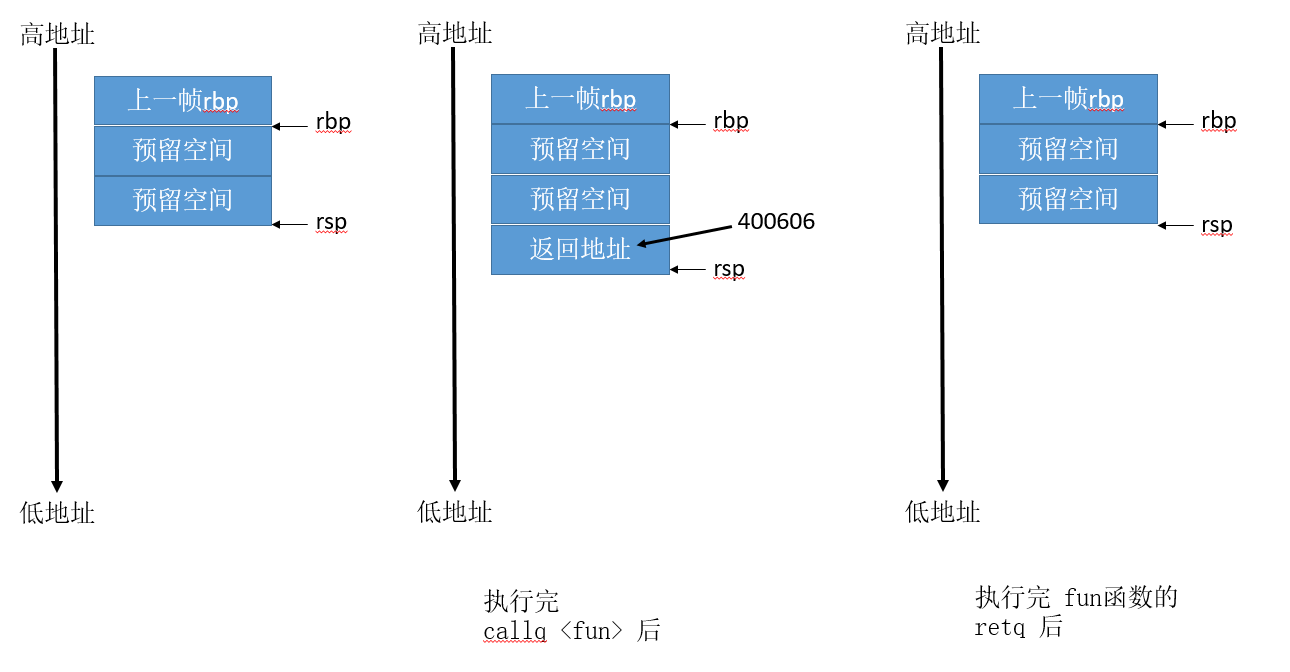 高地址
上一帧rbp
rbp
预留空间
预留空间
rsp
低地址
高地址
上一帧rbp
rbp
预留空间
预留空间
400606
返回地址
rsp
低地址
执行完
callq <fun> 后
高地址
上一帧rbp
rbp
预留空间
预留空间
rsp
低地址
执行完 fun函数的
retq 后